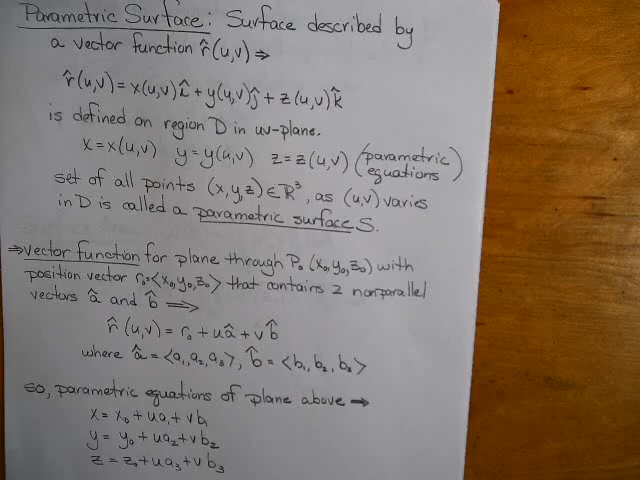 Parametric Surface: Surface described by
a vector function r̂(u,v) ⇒
r̂(u,v) = x(u,v)î + y(u,v)ĵ + z(u,v)k̂
is defined on region D in uv-plane.
x = x(u,v) y = y(u,v) z = z(u,v) (parametric equations)
set of all points (x,y,z) ∈ ℝ³, as (u,v) varies
in D is called a parametric surface S.
⇒ vector function for plane through P₀ (x₀,y₀,z₀) with
position vector r₀=<x₀,y₀,z₀> that contains 2 nonparallel
vectors â and b̂ ⇒
r̂(u,v) = r₀ + uâ + vb̂
where â = <a₁,a₂,a₃>, b̂ = <b₁,b₂,b₃>
so, parametric equations of plane above ⇒
x = x₀ + ua₁ + vb₁
y = y₀ + ua₂ + vb₂
z = z₀ + ua₃ + vb₃